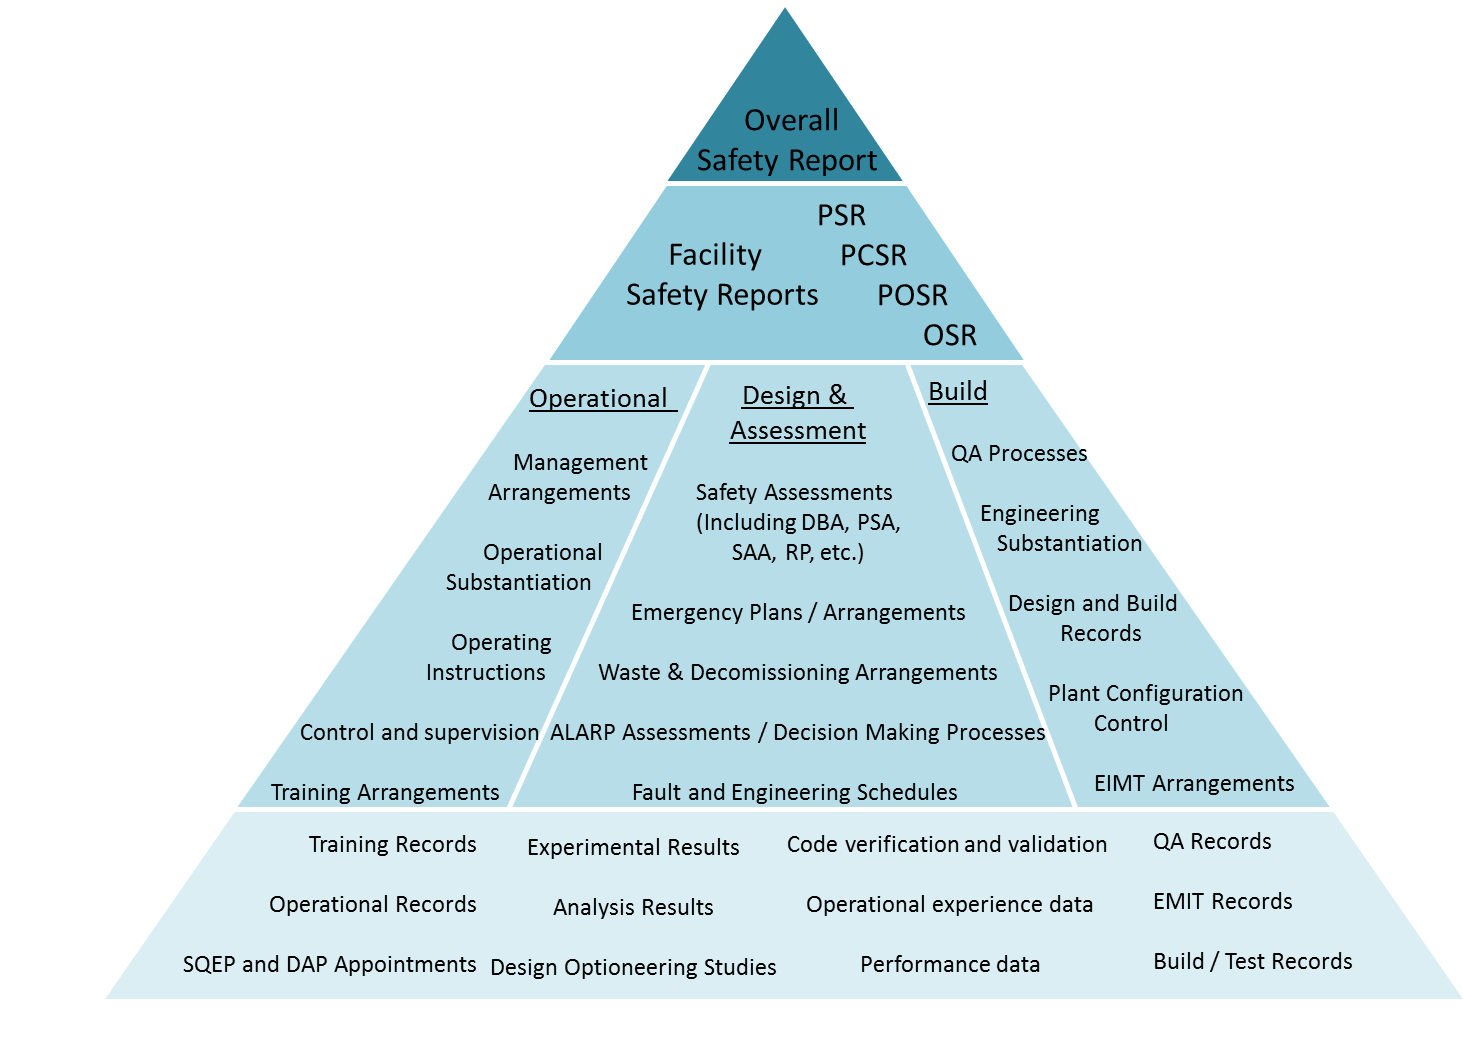 Overall
Safety Report
Facility
Safety Reports
PSR
PCSR
POSR
OSR
Operational
Management
Arrangements
Operational
Substantiation
Operating
Instructions
Control and supervision
Training Arrangements
Design &
Assessment
Safety Assessments
(Including DBA, PSA,
SAA, RP, etc.)
Emergency Plans / Arrangements
Waste & Decomissioning Arrangements
ALARP Assessments / Decision Making Processes
Fault and Engineering Schedules
Build
QA Processes
Engineering
Substantiation
Design and Build
Records
Plant Configuration
Control
EIMT Arrangements
Training Records
Operational Records
SQEP and DAP Appointments
Experimental Results
Analysis Results
Design Optioneering Studies
Code verification and validation
Operational experience data
Performance data
QA Records
EMIT Records
Build / Test Records